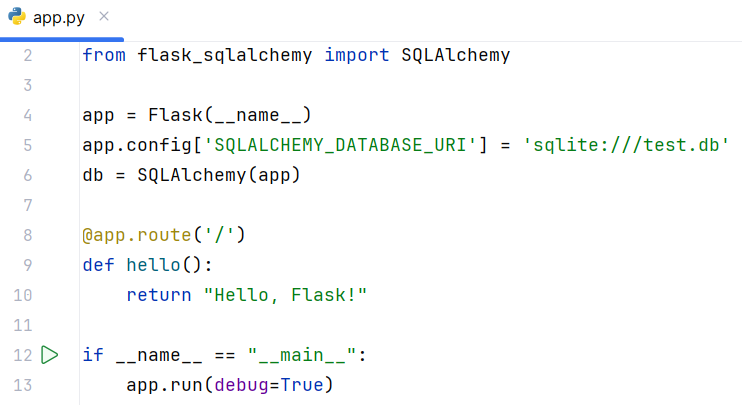 app.py
2 from flask_sqlalchemy import SQLAlchemy
3
4 app = Flask(__name__)
5 app.config['SQLALCHEMY_DATABASE_URI'] = 'sqlite:///test.db'
6 db = SQLAlchemy(app)
7
8 @app.route('/')
9 def hello():
10     return "Hello, Flask!"
11
12 if __name__ == "__main__":
13     app.run(debug=True)